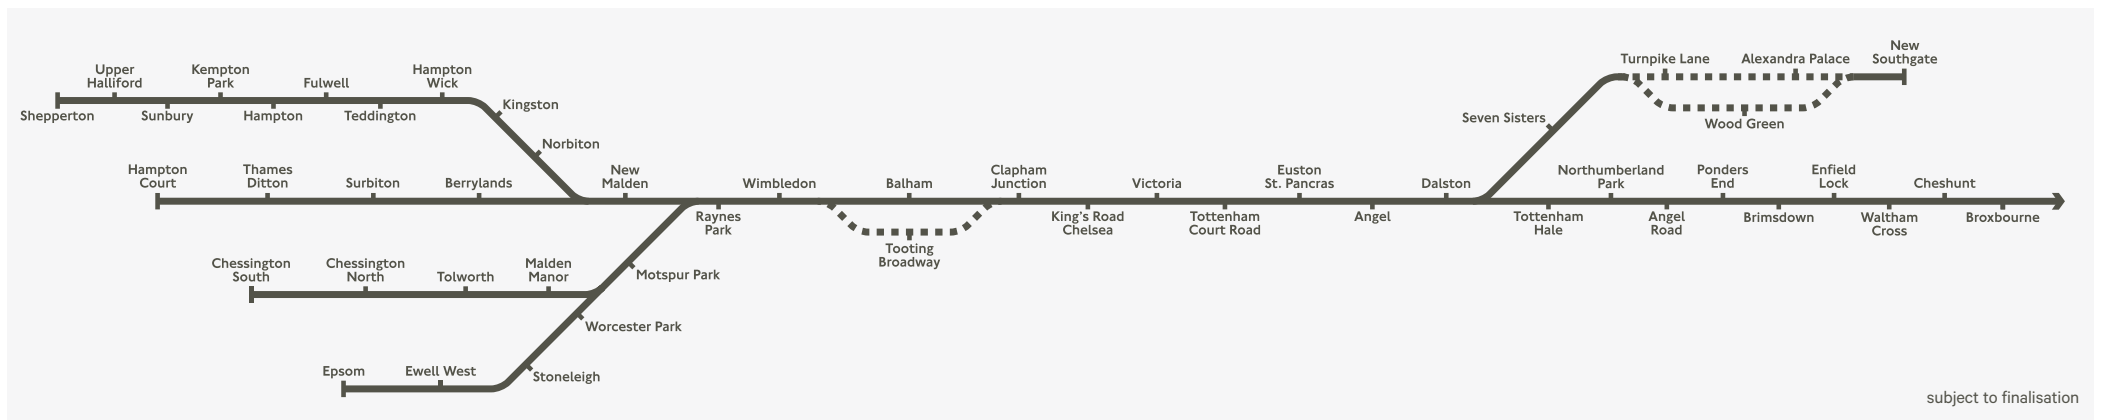 Upper
Halliford
Kempton
Park
Fulwell
Hampton
Wick
Shepperton
Sunbury
Hampton
Teddington
Kingston
Norbiton
Hampton
Court
Thames
Ditton
Surbiton
Berrylands
New
Malden
Raynes
Park
Wimbledon
Balham
Tooting
Broadway
Clapham
Junction
King's Road
Chelsea
Victoria
Tottenham
Court Road
Euston
St. Pancras
Angel
Dalston
Seven Sisters
Turnpike Lane
Alexandra Palace
Wood Green
New
Southgate
Tottenham
Hale
Northumberland
Park
Angel
Road
Ponders
End
Brimsdown
Enfield
Lock
Waltham
Cross
Cheshunt
Broxbourne
Chessington
South
Chessington
North
Tolworth
Malden
Manor
Motspur Park
Worcester Park
Stoneleigh
Epsom
Ewell West
subject to finalisation